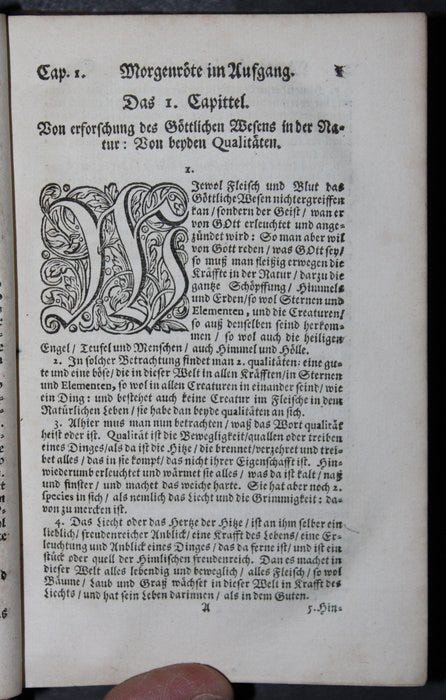 Cap. 1. Morgenröte im Aufgang.
Das 1. Capittel.
Von erforschung des Göttlichen Wesens in der Na-
tur: Von beyden Qualitäten.
1.
WJewol Fleisch und Blut das
Göttliche Wesen nicht ergreiffen
kan / sondern der Geist / wan er
von GOtt erleuchtet und ange-
zündet wird: So man aber wil
von Gott reden / was GOtt sey /
so muß man fleißig erwegen die
Kräffte in der Natur / darzu die
gantze Schöpffung / Himmels
und Erden / so wol Sternen und
Elementen, und die Creaturen /
so auß denselben seind herkom-
men / so wol auch die heiligen
Engel / Teufel und Menschen / auch Himmel und Hölle.
2. In solcher Betrachtung findet man 2. qualitäten: eine gu-
te und eine böse / die in dieser Welt in allen Kräfften / in Sternen
und Elementen, so wol in allen Creaturen in einander seind / wie
ein Ding: und bestehet auch keine Creatur im Fleische in dem
Natürlichen Leben / sie habe dan beyde qualitäten an sich.
3. Alhier muß man nun betrachten / waß das Wort qualität
heist oder ist. Qualität ist die Bewegligkeit / quallen oder treiben
eines Dinges / als da ist die Hitze / die brennet / verzehret und trei-
bet alles / das in sie kompt / das nicht ihrer Eigenschafft ist. Hin-
wiederumb erleuchtet und wärmet sie alles / was da ist kalt / naß
und finster / und machet das weiche harte. Sie hat aber noch 2.
species in sich / als nemlich das Liecht und die Grimmigkeit: da-
von zu mercken ist.
4. Das Liecht oder das Hertze der Hitze / ist an ihm selber ein
lieblich / freudenreicher Anblick / eine Krafft des Lebens / eine Er-
leuchtung und Anblick eines Dinges / das da ferne ist / und ist ein
stück oder quell der Himlischen freudenreich. Dan es machet in
dieser Welt alles lebendig und beweglich / alles Fleisch / so wol
Bäume / Laub und Graß wächset in dieser Welt in Krafft des
Liechts / und hat sein Leben darinnen / als in dem Guten.
A 5. Hin-